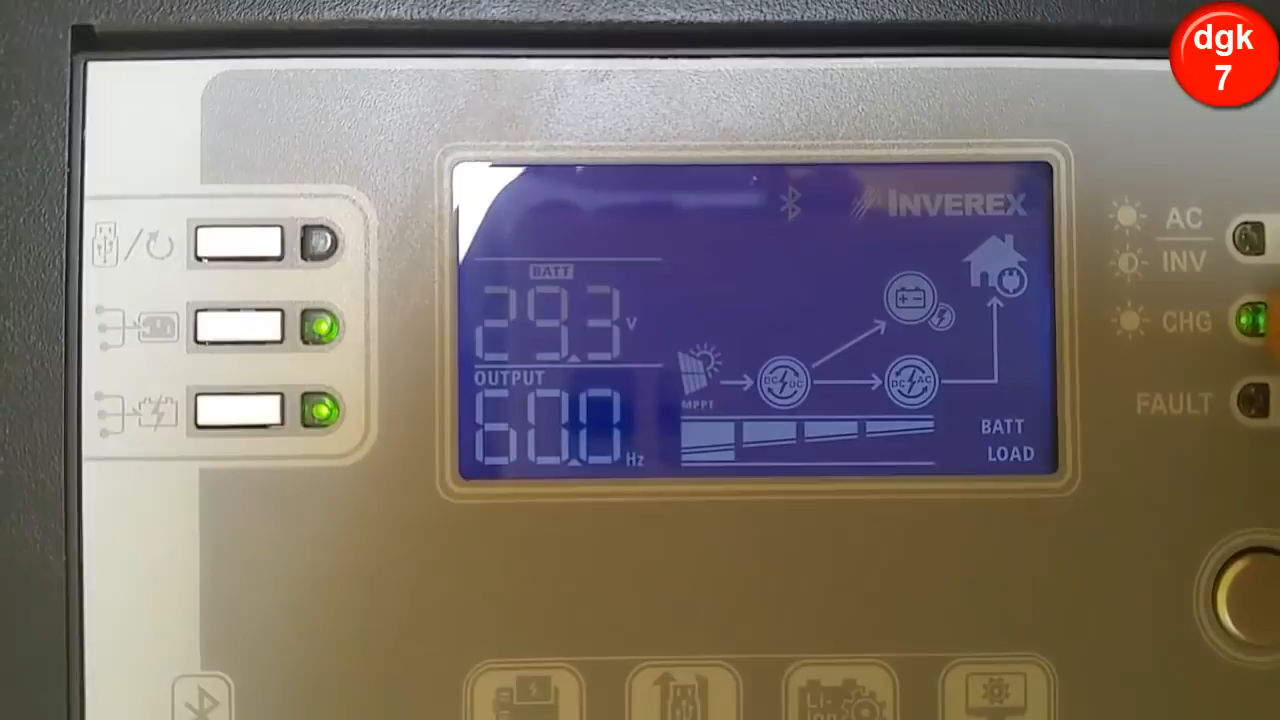 dgk
7
INVEREX
AC
INV
CHG
FAULT
BATT
29.3 V
OUTPUT
60.0 Hz
MPPT
DC DC
DC AC
BATT
LOAD
Li-